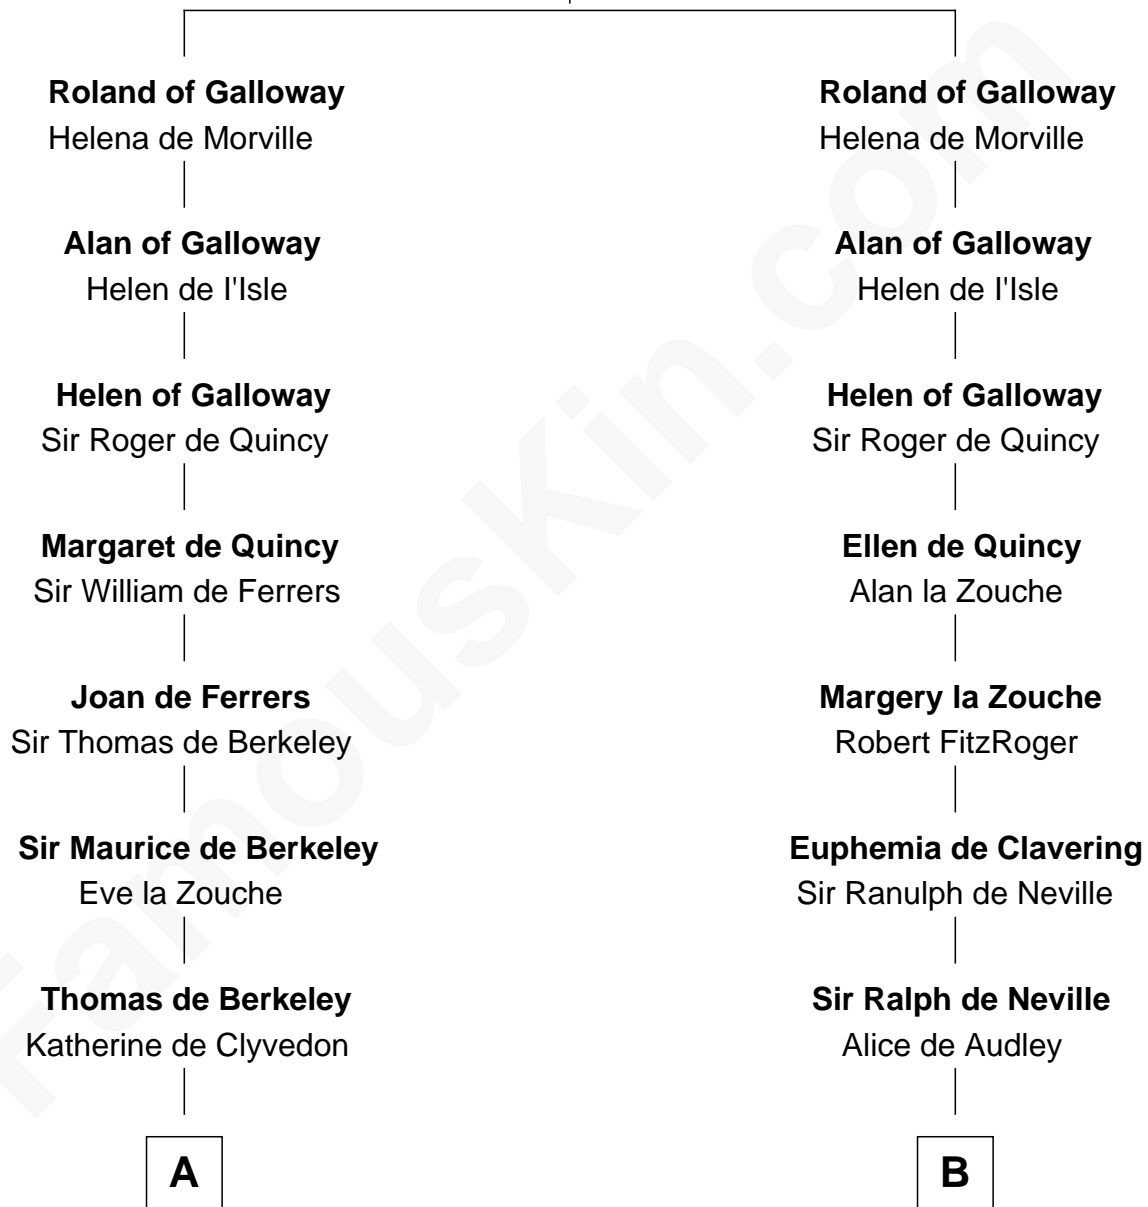 Roland of Galloway
Helena de Morville
Alan of Galloway
Helen de I'Isle
Helen of Galloway
Sir Roger de Quincy
Margaret de Quincy
Sir William de Ferrers
Joan de Ferrers
Sir Thomas de Berkeley
Sir Maurice de Berkeley
Eve la Zouche
Thomas de Berkeley
Katherine de Clyvedon
A
Roland of Galloway
Helena de Morville
Alan of Galloway
Helen de I'Isle
Helen of Galloway
Sir Roger de Quincy
Ellen de Quincy
Alan la Zouche
Margery la Zouche
Robert FitzRoger
Euphemia de Clavering
Sir Ranulph de Neville
Sir Ralph de Neville
Alice de Audley
B
FamousKin.com